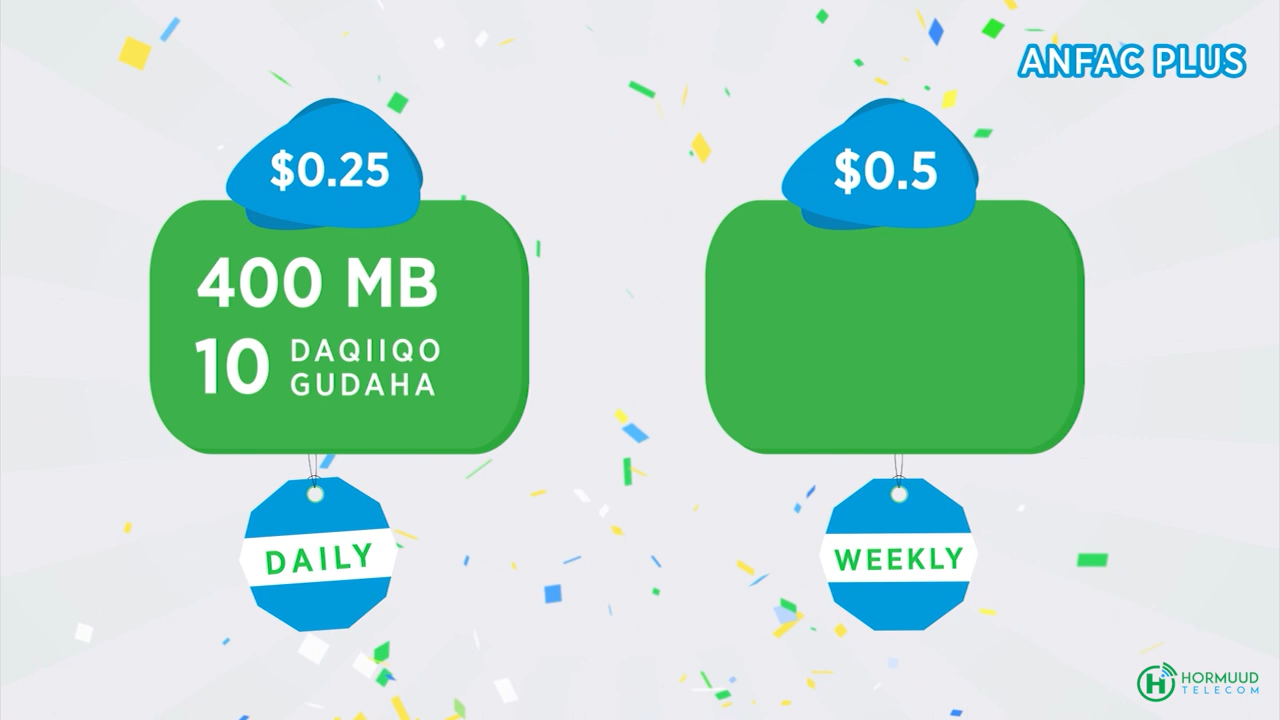 ANFAC PLUS
$0.25
400 MB
10 DAQIIQO
GUDAHA
DAILY
$0.5
WEEKLY
HORMUUD
TELECOM